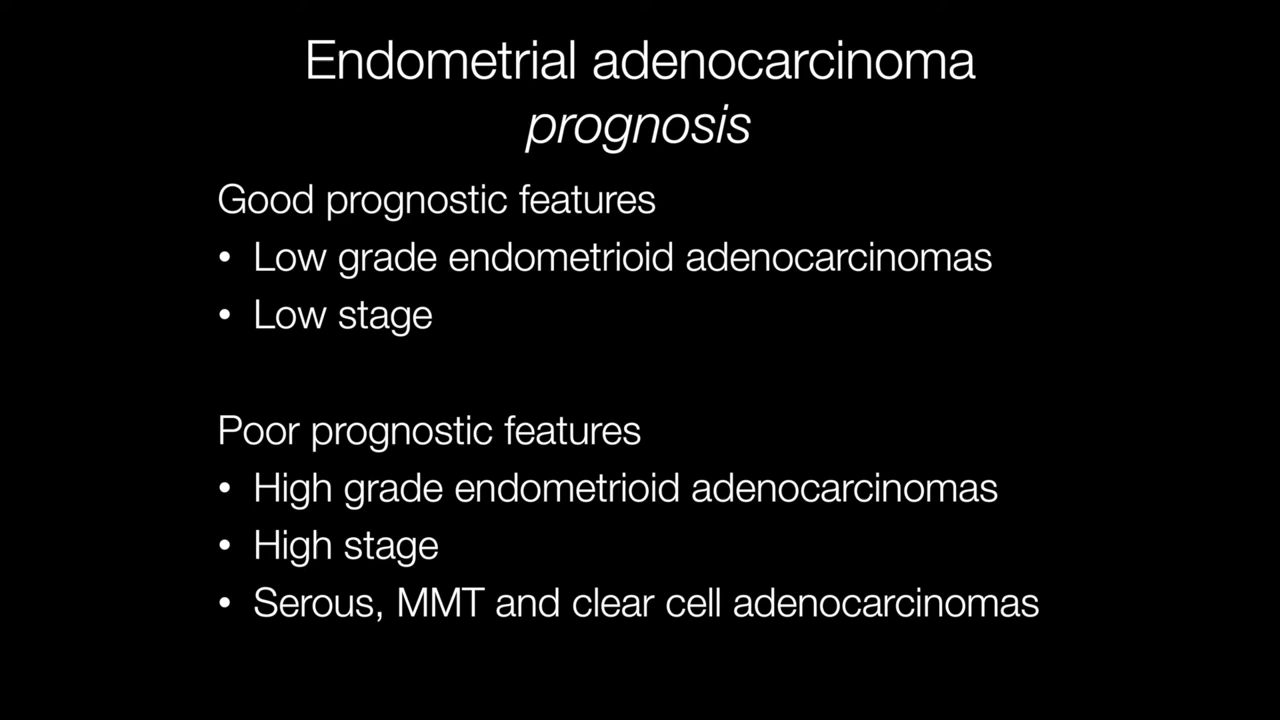 Endometrial adenocarcinoma
prognosis
Good prognostic features
• Low grade endometrioid adenocarcinomas
• Low stage
Poor prognostic features
• High grade endometrioid adenocarcinomas
• High stage
• Serous, MMT and clear cell adenocarcinomas